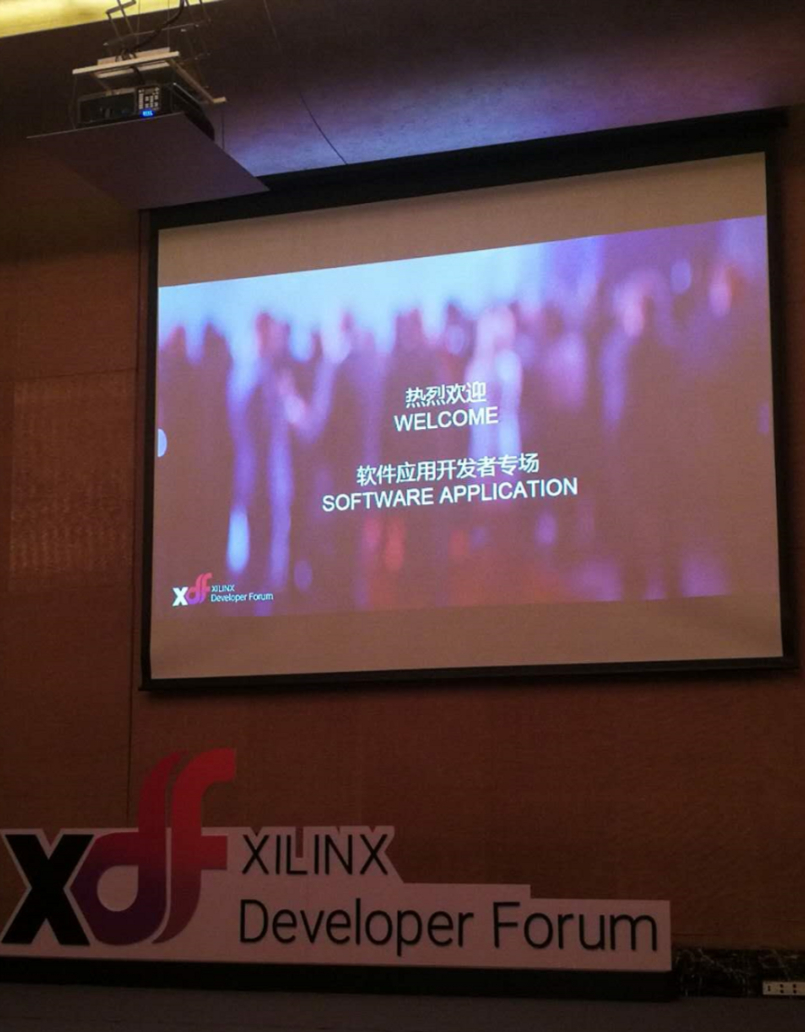 热烈欢迎
WELCOME
软件应用开发者专场
SOFTWARE APPLICATION
xdf XILINX
Developer Forum
xdf XILINX
Developer Forum